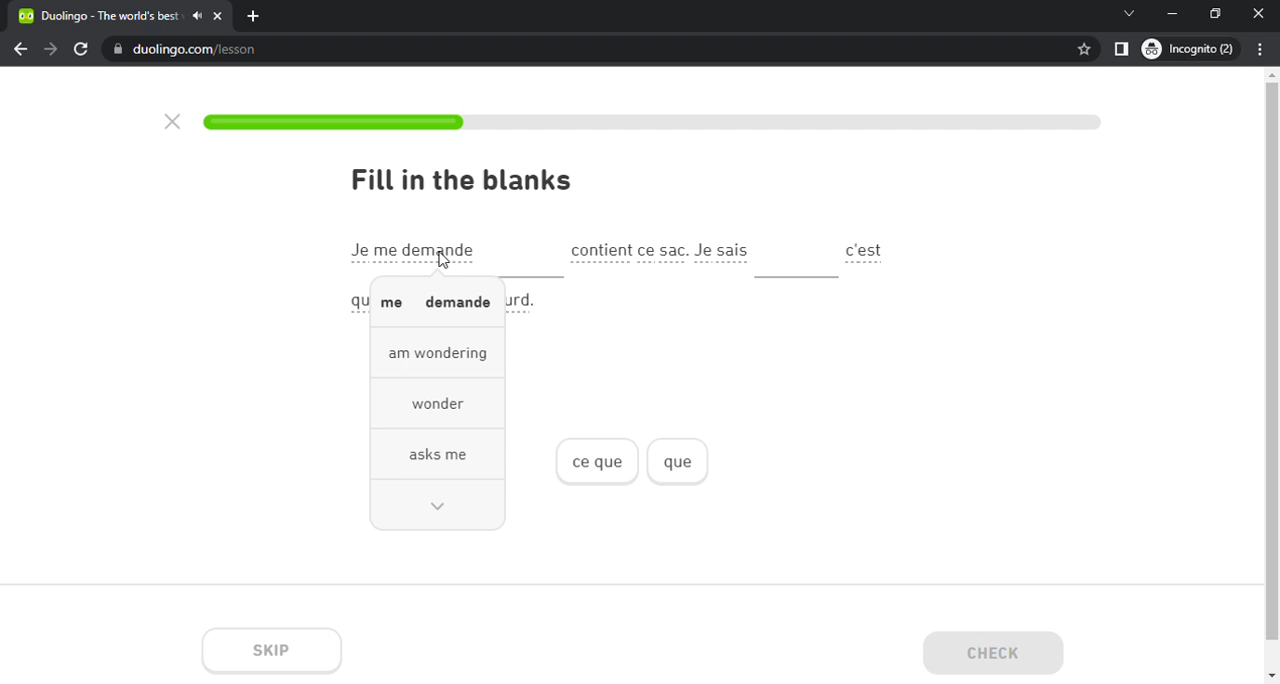 Duolingo - The world's best
duolingo.com/lesson
Incognito (2)
Fill in the blanks
Je me demande contient ce sac. Je sais c'est
qu urd.
me demande
am wondering
wonder
asks me
ce que que
SKIP CHECK